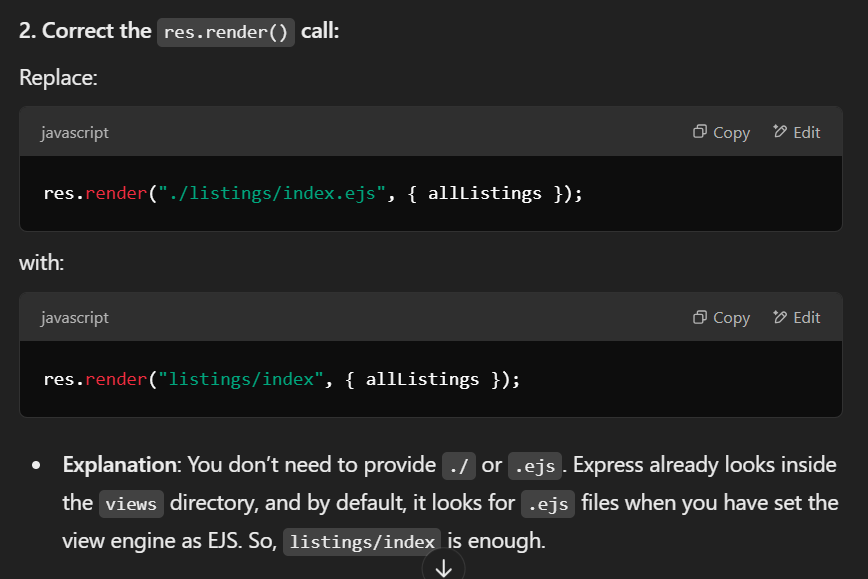 2. Correct the res.render() call:
Replace:
javascript
Copy
Edit
res.render("./listings/index.ejs", { allListings });
with:
javascript
Copy
Edit
res.render("listings/index", { allListings });
• Explanation: You don’t need to provide ./ or .ejs. Express already looks inside
the views directory, and by default, it looks for .ejs files when you have set the
view engine as EJS. So, listings/index is enough.